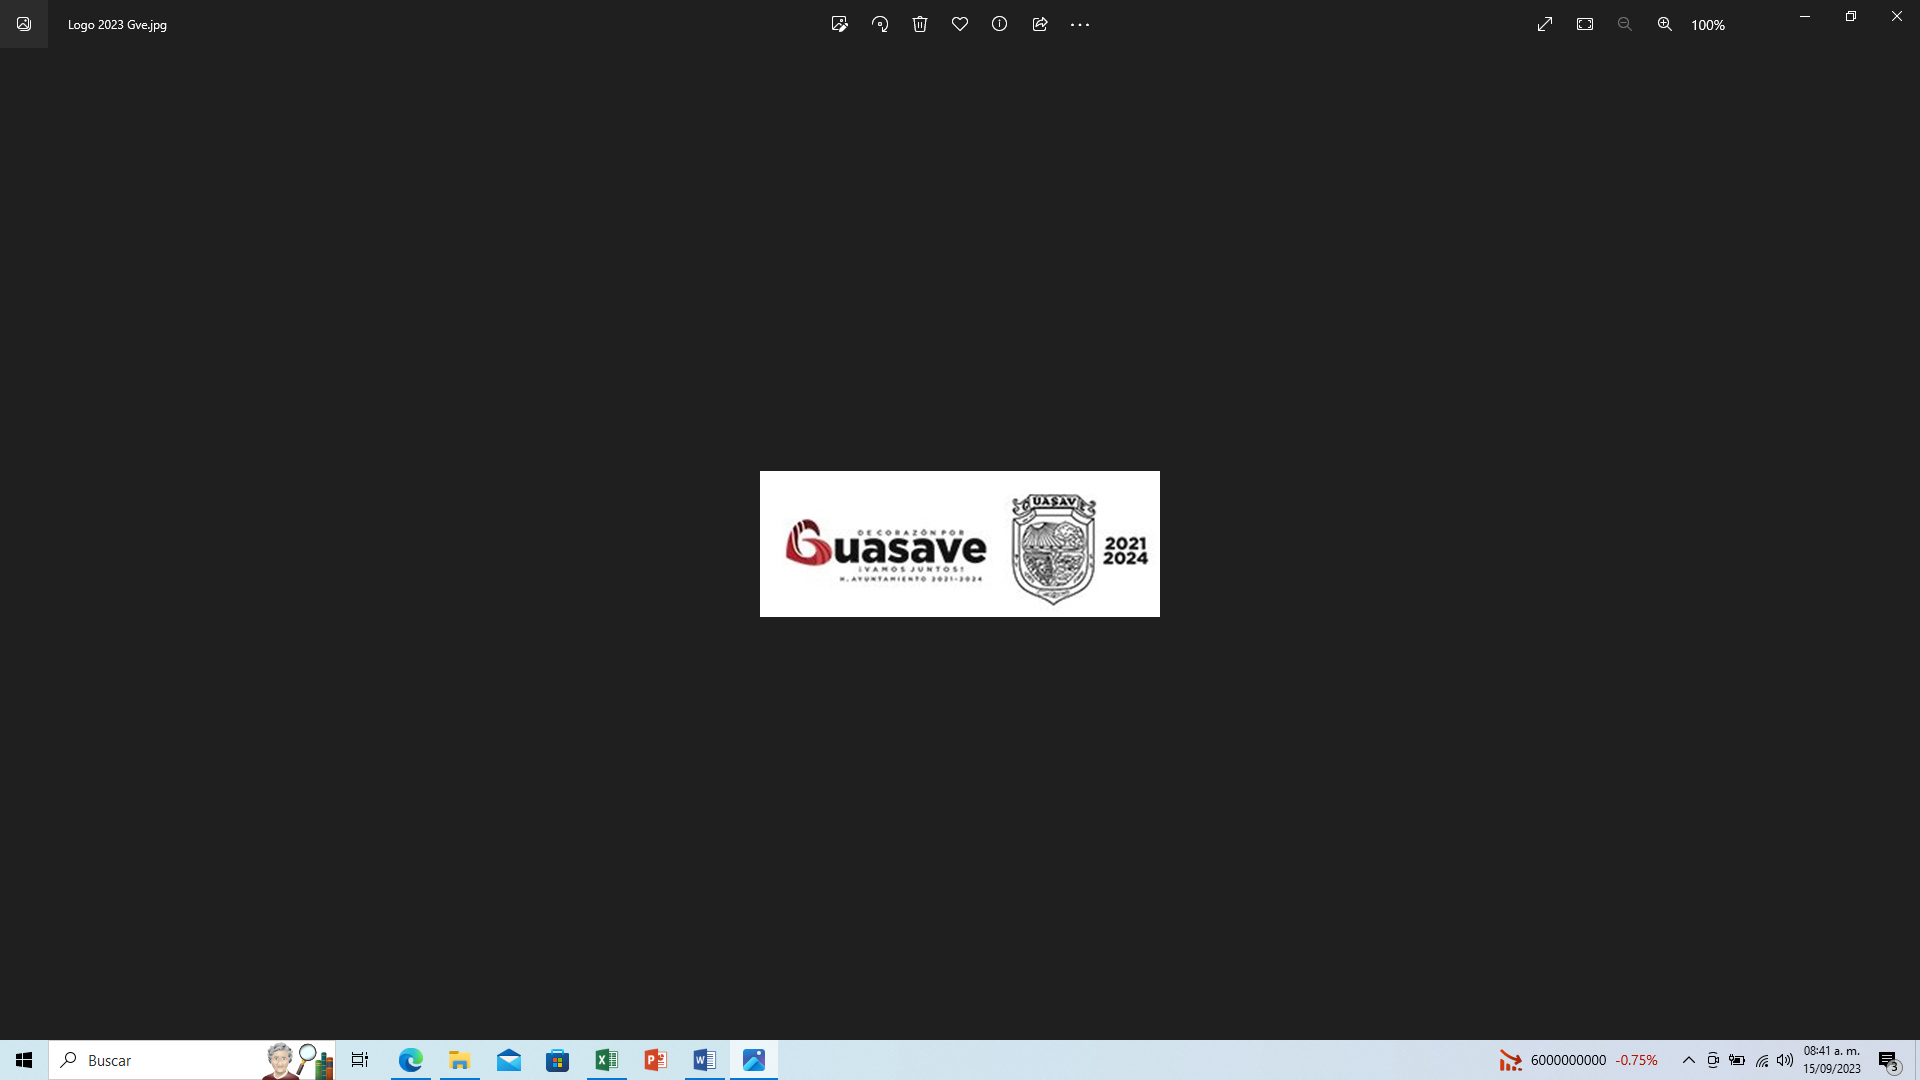 Logo 2023 Gve.jpg
100%
DE CORAZÓN POR
Guasave
¡VAMOS JUNTOS!
H. AYUNTAMIENTO 2021-2024
GUASAVE
2021
2024
Buscar
6000000000 -0.75%
08:41 a. m.
15/09/2023
3